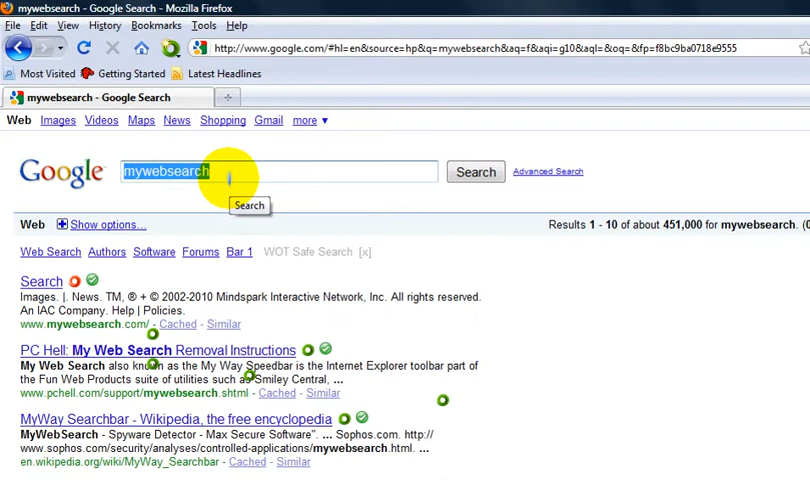 mywebsearch - Google Search - Mozilla Firefox
File Edit View History Bookmarks Tools Help
http://www.google.com/#hl=en&source=hp&q=mywebsearch&aq=f&aqi=g10&aql=&oq=&fp=f8bc9ba0718e9555
Most Visited Getting Started Latest Headlines
mywebsearch - Google Search
Web Images Videos Maps News Shopping Gmail more ▼
Google mywebsearch Search Advanced Search
Search
Web Show options... Results 1 - 10 of about 451,000 for mywebsearch. (0
Web Search Authors Software Forums Bar 1 WOT Safe Search [x]
Search
Images. |. News. TM, ® + © 2002-2010 Mindspark Interactive Network, Inc. All rights reserved.
An IAC Company. Help | Policies.
www.mywebsearch.com/ - Cached - Similar
PC Hell: My Web Search Removal Instructions
My Web Search also known as the My Way Speedbar is the Internet Explorer toolbar part of
the Fun Web Products suite of utilities such as Smiley Central, ...
www.pchell.com/support/mywebsearch.shtml - Cached - Similar
MyWay Searchbar - Wikipedia, the free encyclopedia
MyWebSearch - Spyware Detector - Max Secure Software". ... Sophos.com. http://
www.sophos.com/security/analyses/controlled-applications/mywebsearch.html. ...
en.wikipedia.org/wiki/MyWay_Searchbar - Cached - Similar